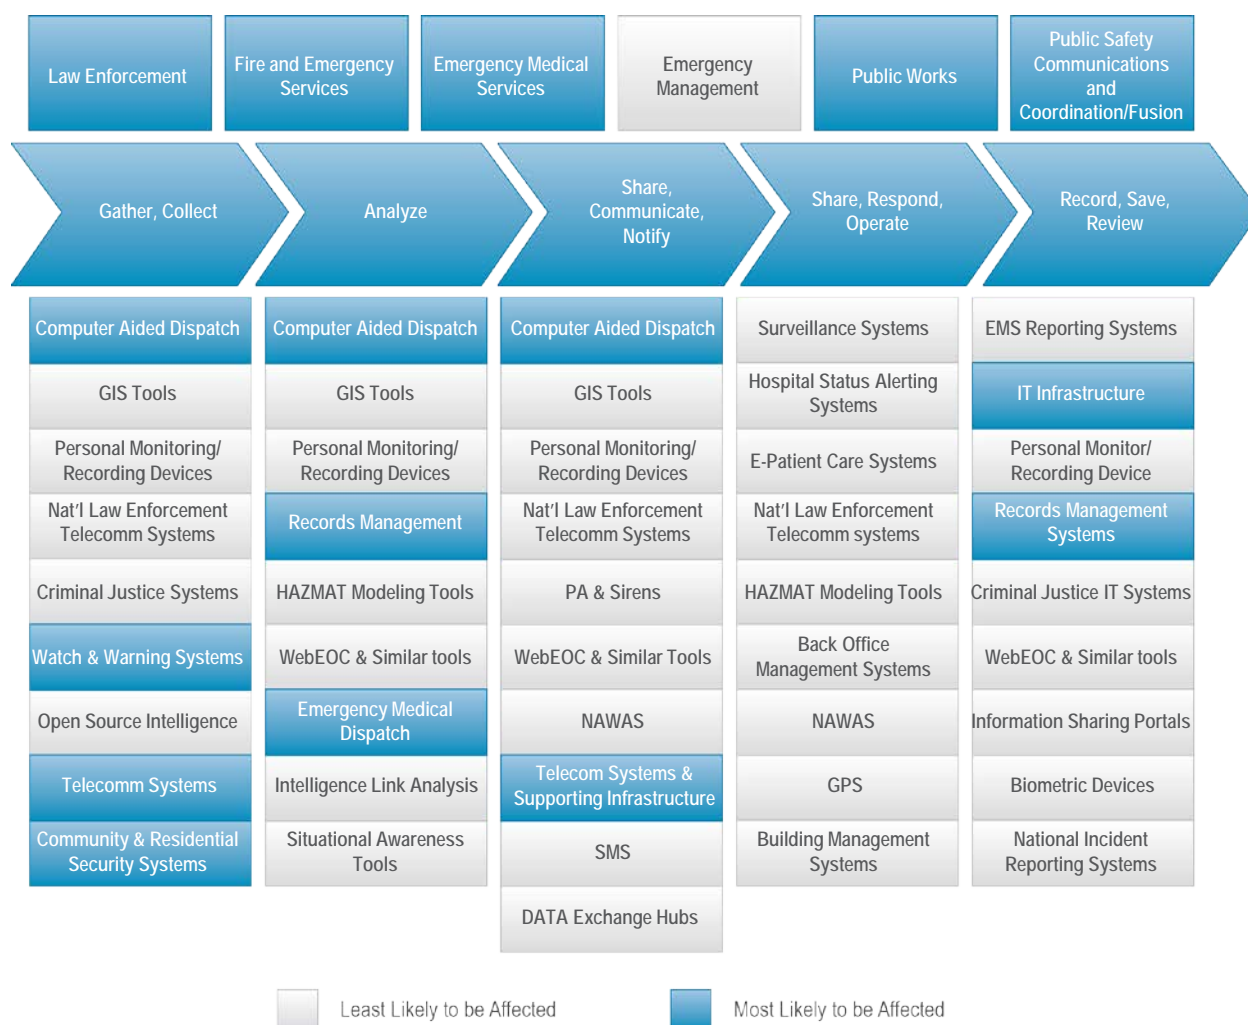 Law Enforcement
Fire and Emergency
Services
Emergency Medical
Services
Emergency
Management
Public Works
Public Safety
Communications
and
Coordination/Fusion
Gather, Collect
Analyze
Share,
Communicate,
Notify
Share, Respond,
Operate
Record, Save,
Review
Computer Aided Dispatch
GIS Tools
Personal Monitoring/
Recording Devices
Nat'l Law Enforcement
Telecomm Systems
Criminal Justice Systems
Watch & Warning Systems
Open Source Intelligence
Telecomm Systems
Community & Residential
Security Systems
Computer Aided Dispatch
GIS Tools
Personal Monitoring/
Recording Devices
Records Management
HAZMAT Modeling Tools
WebEOC & Similar tools
Emergency Medical
Dispatch
Intelligence Link Analysis
Situational Awareness
Tools
Computer Aided Dispatch
GIS Tools
Personal Monitoring/
Recording Devices
Nat'l Law Enforcement
Telecomm Systems
PA & Sirens
WebEOC & Similar Tools
NAWAS
Telecom Systems &
Supporting Infrastructure
SMS
DATA Exchange Hubs
Surveillance Systems
Hospital Status Alerting
Systems
E-Patient Care Systems
Nat'l Law Enforcement
Telecomm systems
HAZMAT Modeling Tools
Back Office
Management Systems
NAWAS
GPS
Building Management
Systems
EMS Reporting Systems
IT Infrastructure
Personal Monitor/
Recording Device
Records Management
Systems
Criminal Justice IT Systems
WebEOC & Similar tools
Information Sharing Portals
Biometric Devices
National Incident
Reporting Systems
Least Likely to be Affected
Most Likely to be Affected